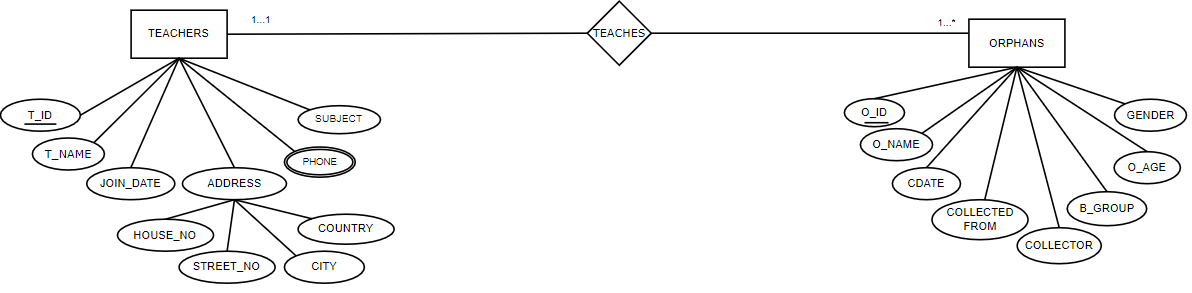 1...1
1...*
TEACHERS
TEACHES
ORPHANS
T_ID
SUBJECT
O_ID
GENDER
T_NAME
PHONE
O_NAME
O_AGE
JOIN_DATE
ADDRESS
CDATE
B_GROUP
COLLECTED
FROM
HOUSE_NO
COUNTRY
COLLECTOR
STREET_NO
CITY